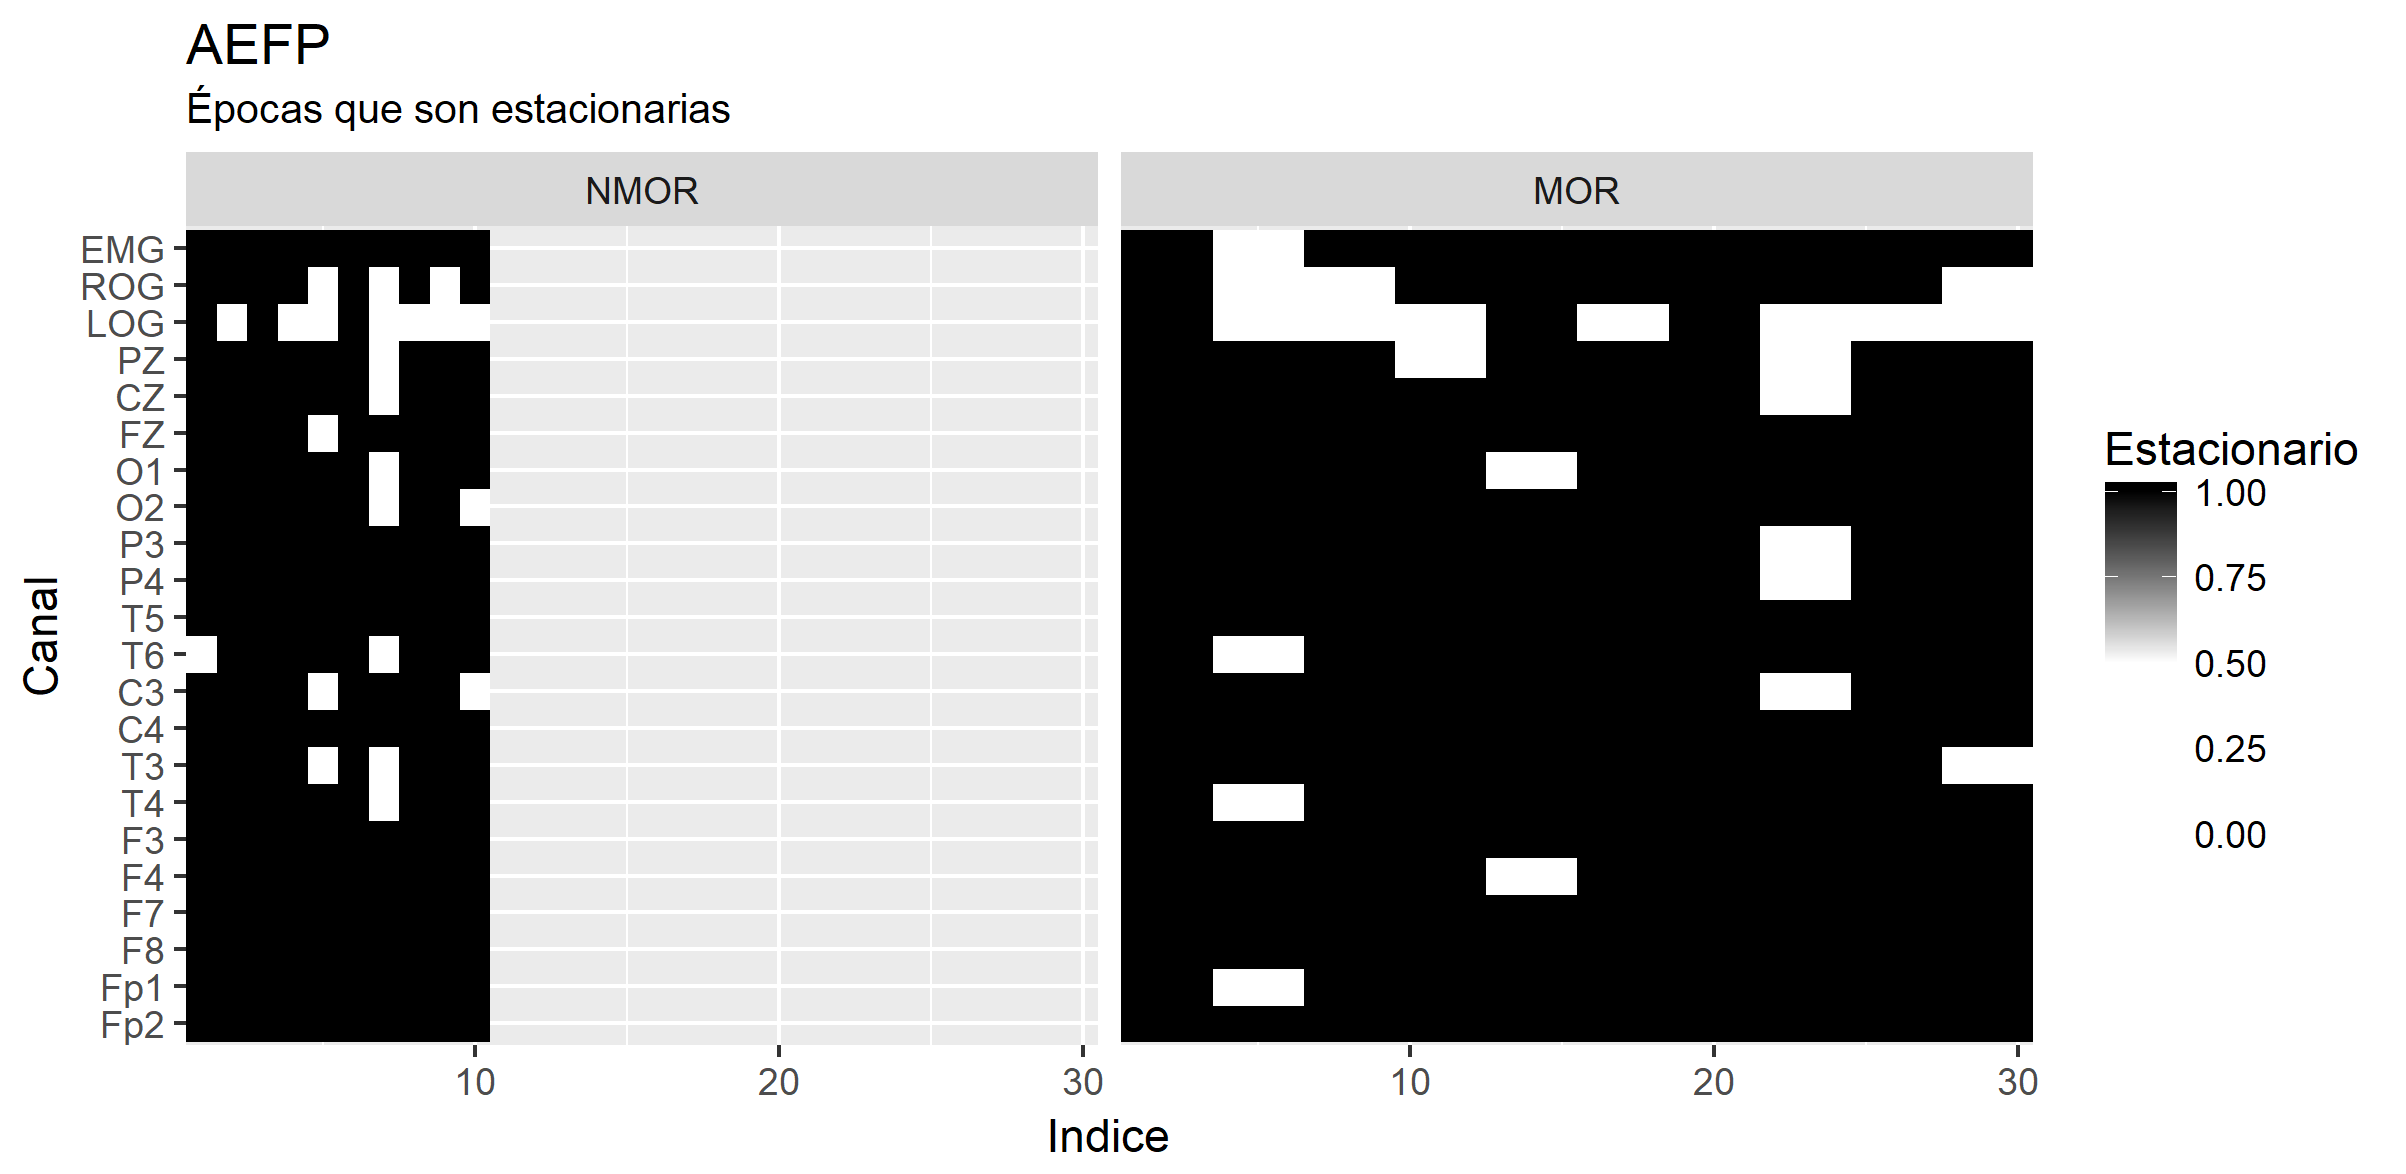 AEFP
Épocas que son estacionarias
NMOR
MOR
EMG
ROG
LOG
PZ
CZ
FZ
O1
O2
P3
P4
T5
T6
C3
C4
T3
T4
F3
F4
F7
F8
Fp1
Fp2
Canal
10
20
30
10
20
30
Indice
Estacionario
1.00
0.75
0.50
0.25
0.00